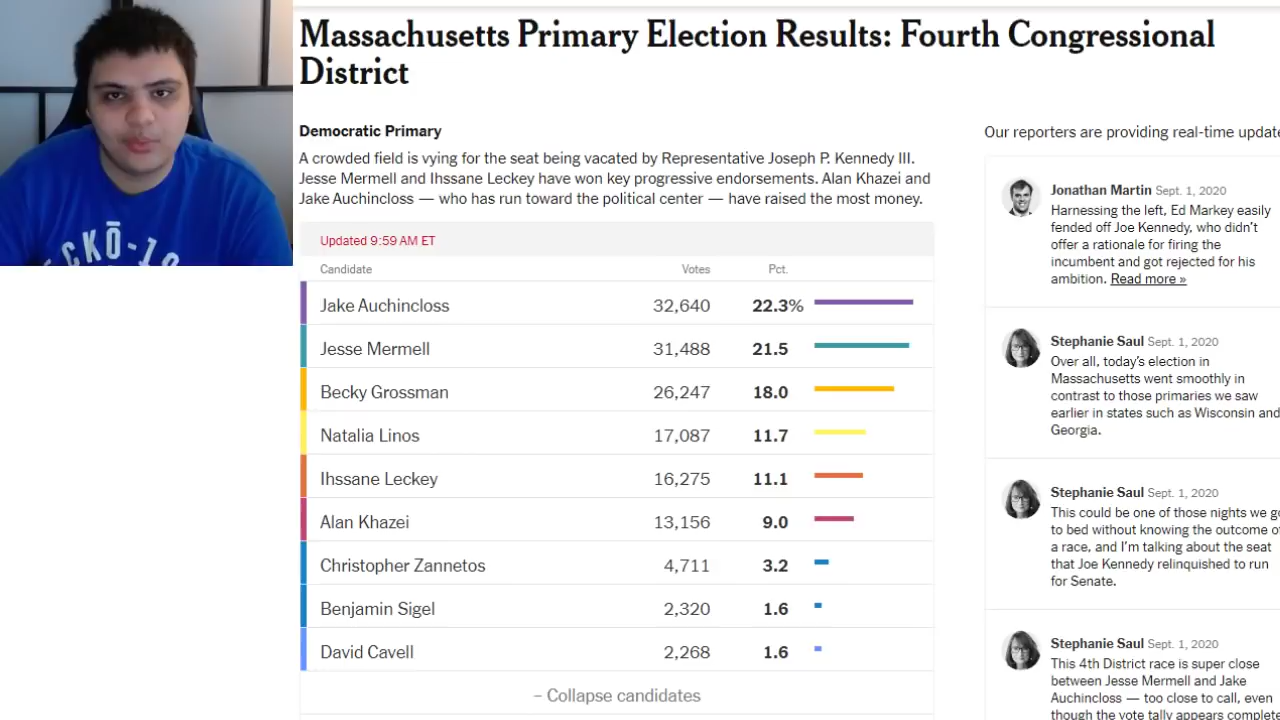 Massachusetts Primary Election Results: Fourth Congressional
District
Democratic Primary
A crowded field is vying for the seat being vacated by Representative Joseph P. Kennedy III.
Jesse Mermell and Ihssane Leckey have won key progressive endorsements. Alan Khazei and
Jake Auchincloss — who has run toward the political center — have raised the most money.
Updated 9:59 AM ET
Candidate Votes Pct.
Jake Auchincloss 32,640 22.3%
Jesse Mermell 31,488 21.5
Becky Grossman 26,247 18.0
Natalia Linos 17,087 11.7
Ihssane Leckey 16,275 11.1
Alan Khazei 13,156 9.0
Christopher Zannetos 4,711 3.2
Benjamin Sigel 2,320 1.6
David Cavell 2,268 1.6
– Collapse candidates
Our reporters are providing real-time update
Jonathan Martin Sept. 1, 2020
Harnessing the left, Ed Markey easily
fended off Joe Kennedy, who didn't
offer a rationale for firing the
incumbent and got rejected for his
ambition. Read more »
Stephanie Saul Sept. 1, 2020
Over all, today's election in
Massachusetts went smoothly in
contrast to those primaries we saw
earlier in states such as Wisconsin and
Georgia.
Stephanie Saul Sept. 1, 2020
This could be one of those nights we go
to bed without knowing the outcome of
a race, and I'm talking about the seat
that Joe Kennedy relinquished to run
for Senate.
Stephanie Saul Sept. 1, 2020
This 4th District race is super close
between Jesse Mermell and Jake
Auchincloss — too close to call, even
though the vote tally appears complete